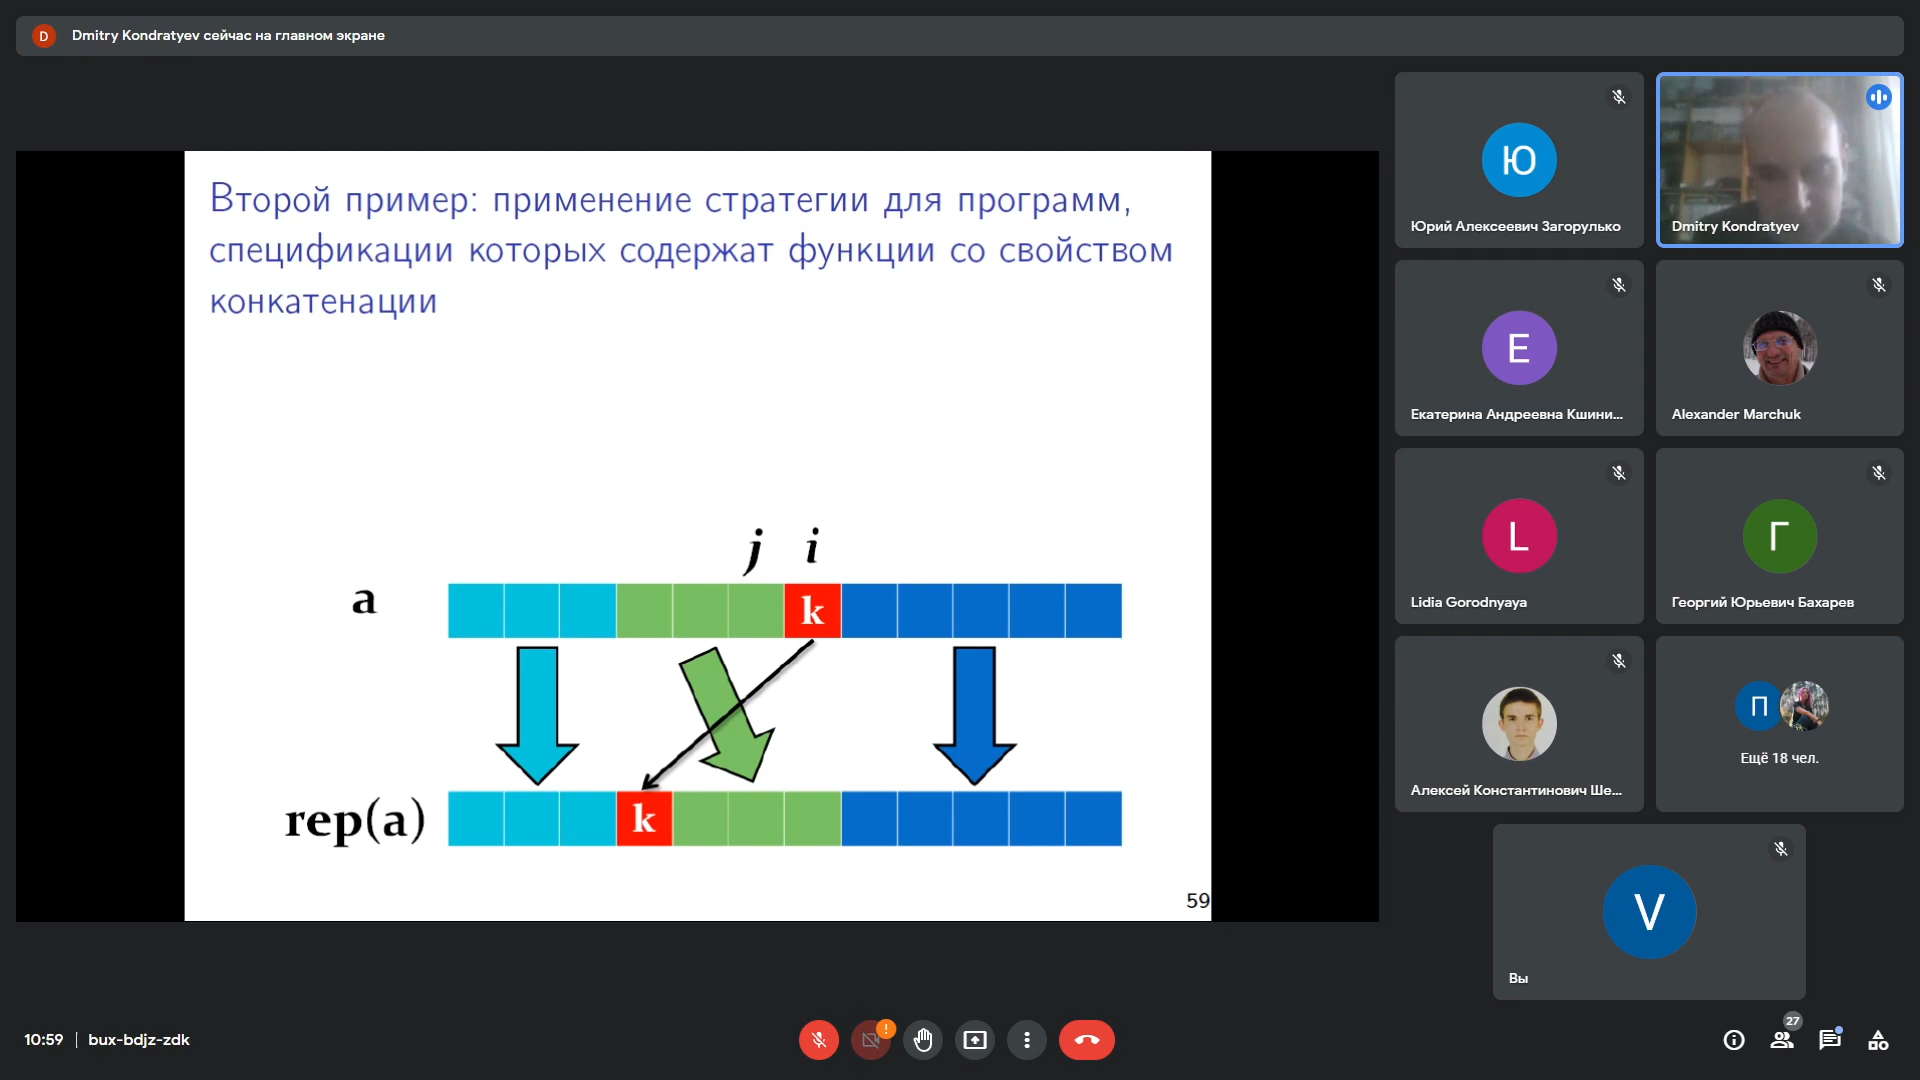 D
Dmitry Kondratyev сейчас на главном экране
Второй пример: применение стратегии для программ,
спецификации которых содержат функции со свойством
конкатенации
j i
a
k
rep(a)
k
59
Ю
Юрий Алексеевич Загорулько
Dmitry Kondratyev
Е
Екатерина Андреевна Кшини...
Alexander Marchuk
L
Lidia Gorodnyaya
Г
Георгий Юрьевич Бахарев
Алексей Константинович Ше...
П
Ещё 18 чел.
V
Вы
10:59 | bux-bdjz-zdk
!
27